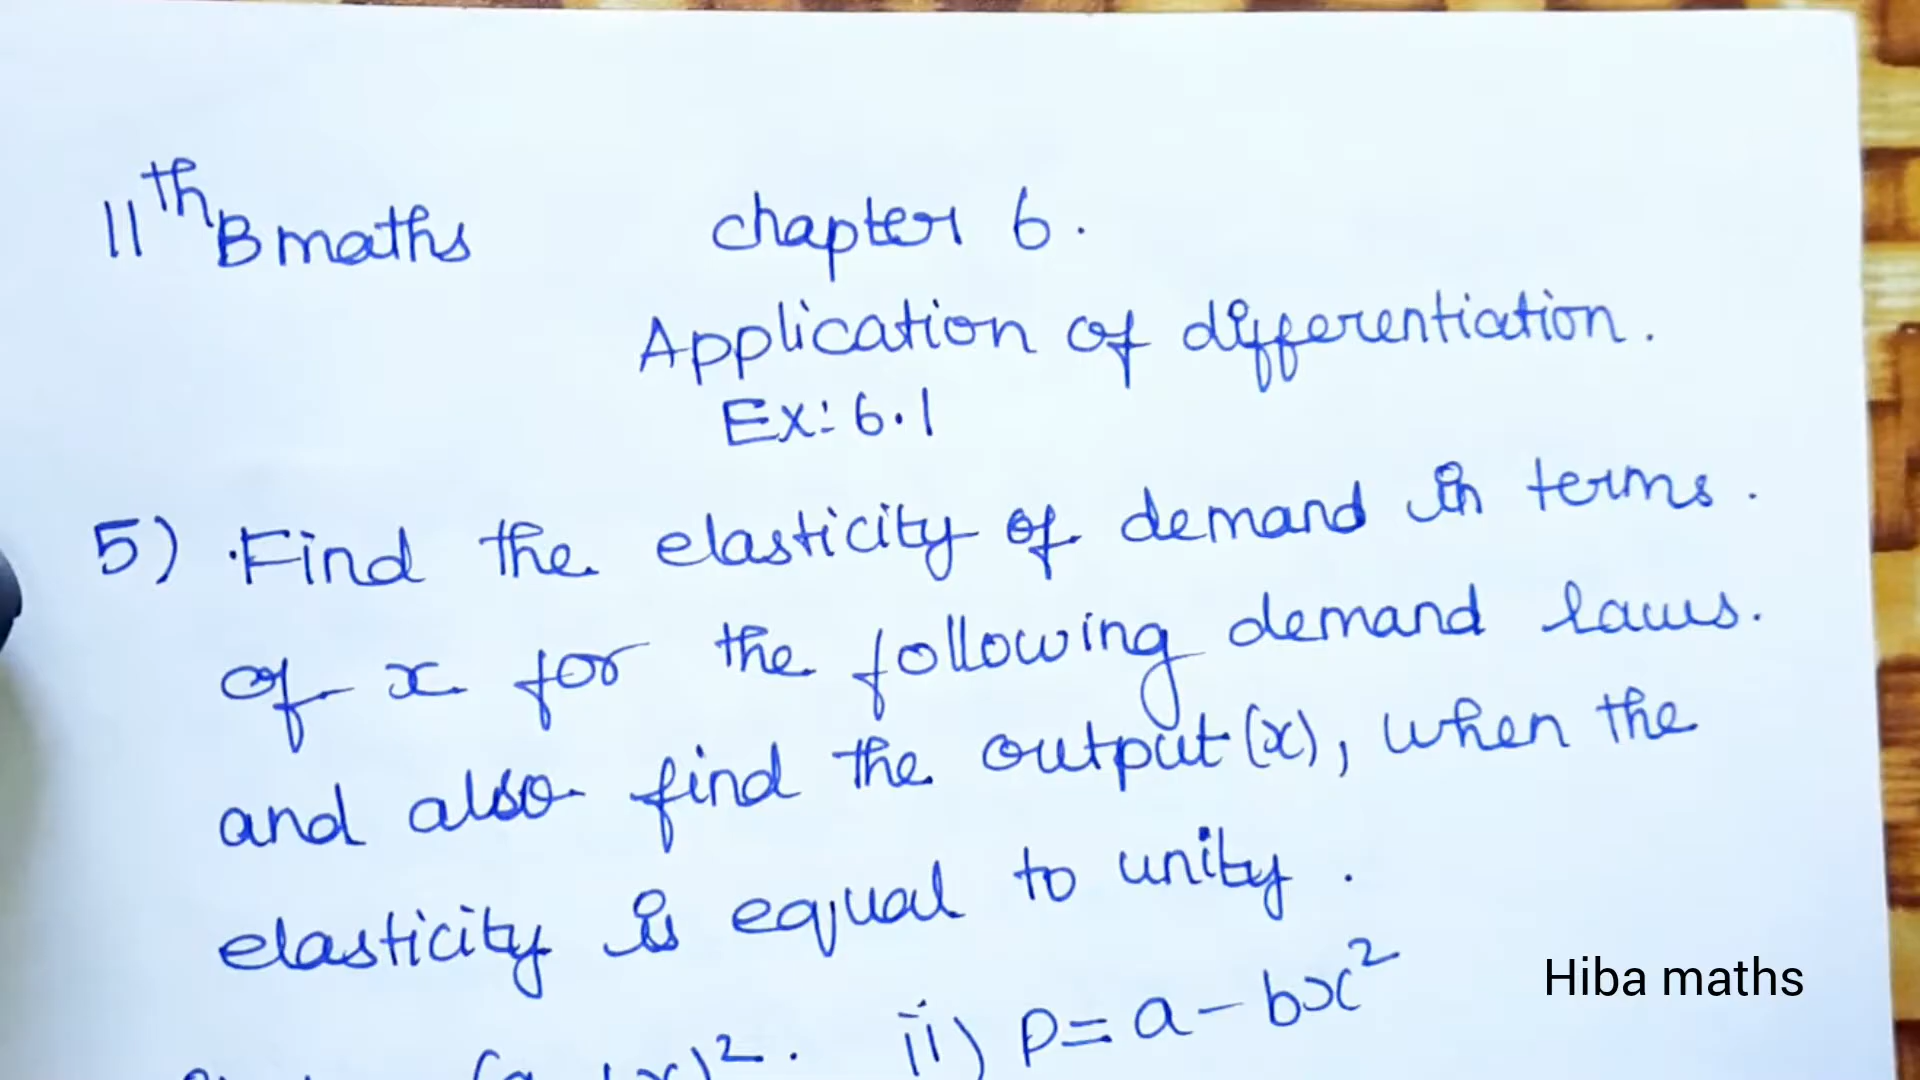 11th B maths chapter 6.
Application of differentiation.
Ex: 6.1
5) Find the elasticity of demand in terms.
of x for the following demand laws.
and also find the output (x), when the
elasticity is equal to unity.
ii) P = a - bx²
Hiba maths